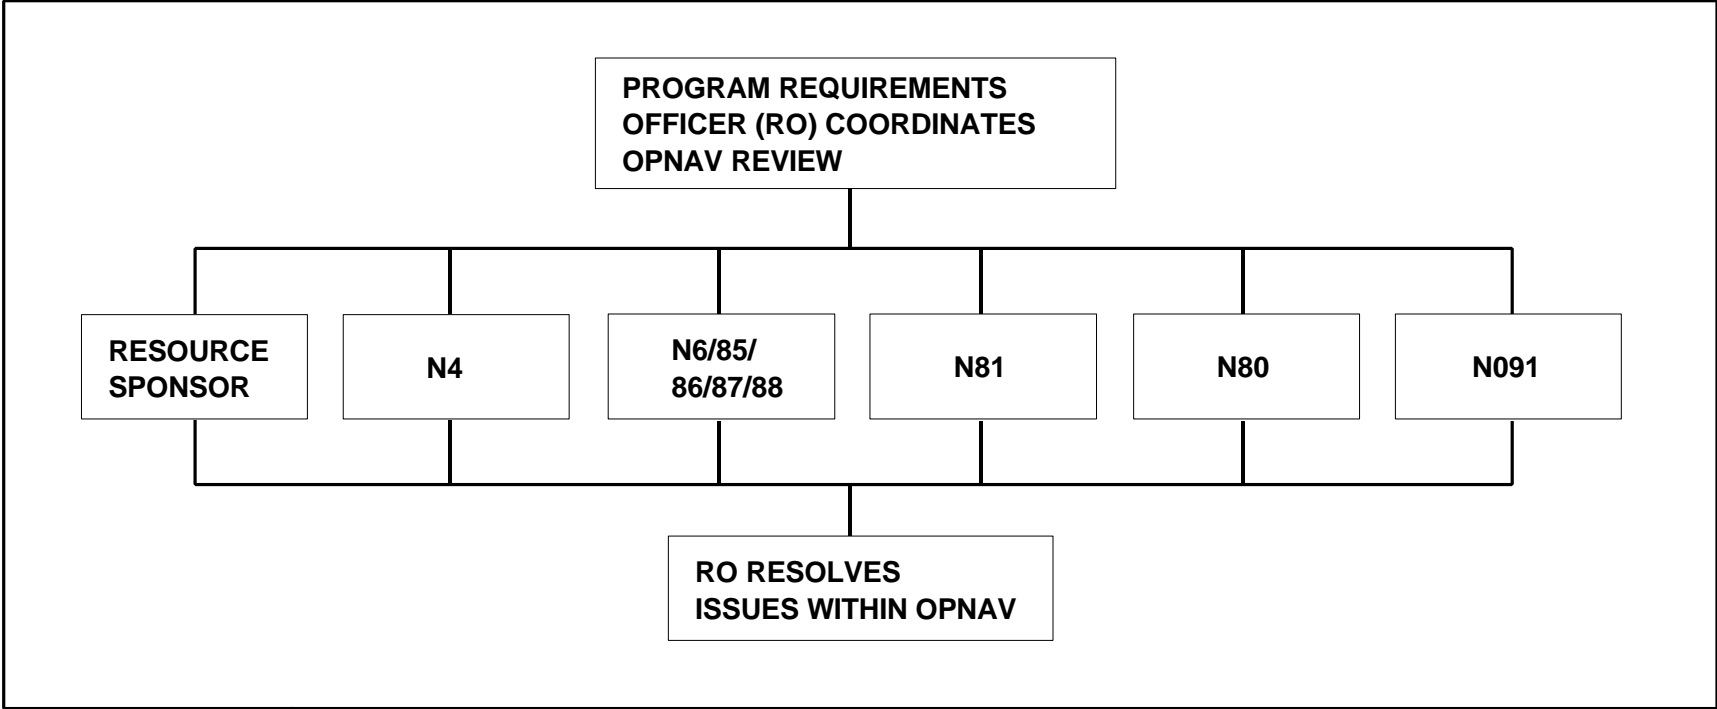 PROGRAM REQUIREMENTS
OFFICER (RO) COORDINATES
OPNAV REVIEW
RESOURCE
SPONSOR
N4
N6/85/
86/87/88
N81
N80
N091
RO RESOLVES
ISSUES WITHIN OPNAV